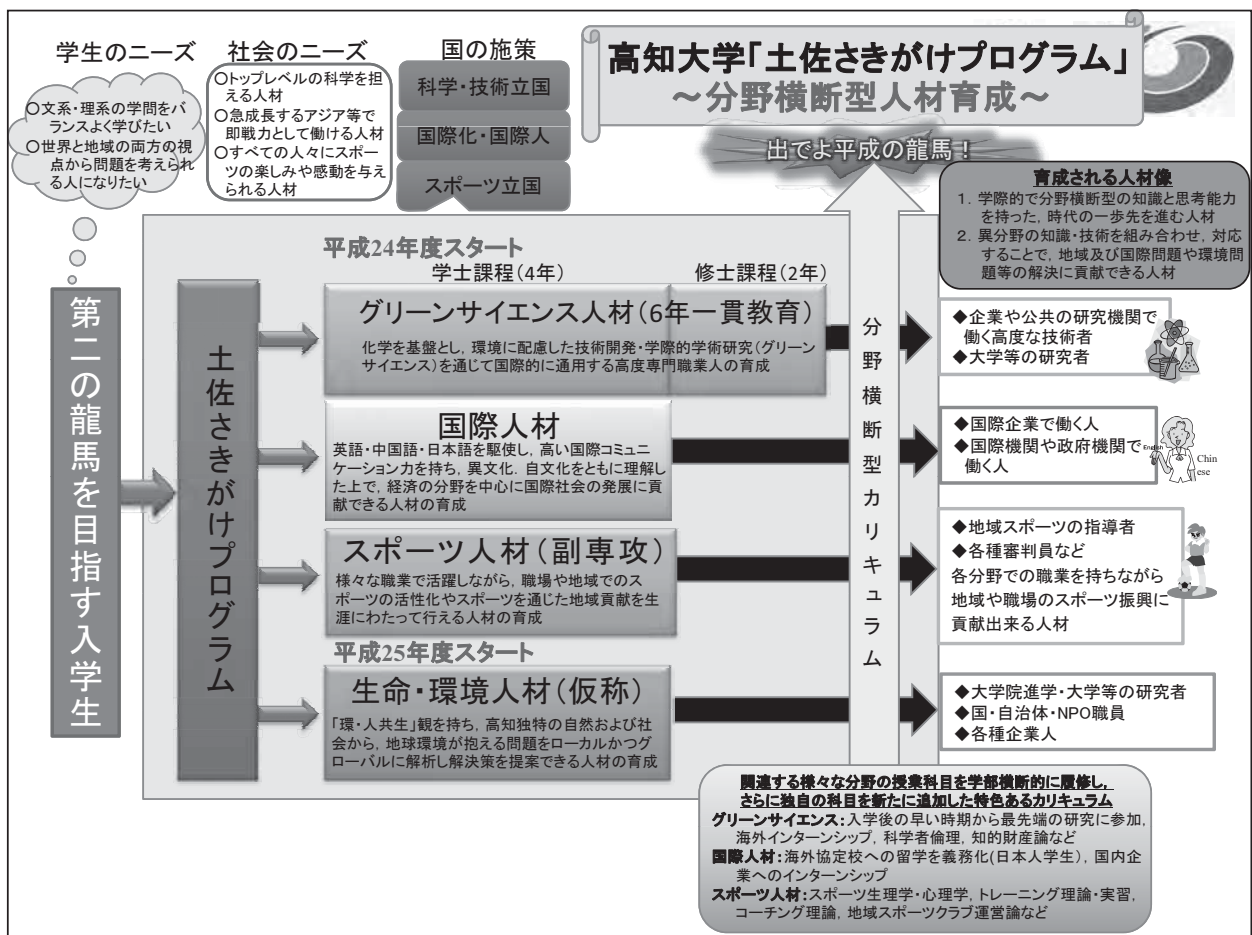 学生のニーズ
○文系・理系の学問をバ
ランスよく学びたい
○世界と地域の両方の視
点から問題を考えられ
る人になりたい
社会のニーズ
○トップレベルの科学を担
える人材
○急成長するアジア等で
即戦力として働ける人材
○すべての人々にスポー
ツの楽しみや感動を与え
られる人材
国の施策
科学・技術立国
国際化・国際人
スポーツ立国
高知大学「土佐さきがけプログラム」
～分野横断型人材育成～
出でよ平成の龍馬！
育成される人材像
1．学際的で分野横断型の知識と思考能力
を持った，時代の一歩先を進む人材
2．異分野の知識・技術を組み合わせ，対応
することで，地域及び国際問題や環境問
題等の解決に貢献できる人材
第二の龍馬を目指す入学生
土佐さきがけプログラム
平成24年度スタート
学士課程（4年）
修士課程（2年）
グリーンサイエンス人材（6年一貫教育）
化学を基盤とし，環境に配慮した技術開発・学際的学術研究（グリーン
サイエンス）を通じて国際的に通用する高度専門職業人の育成
国際人材
英語・中国語・日本語を駆使し，高い国際コミュニ
ケーション力を持ち，異文化．自文化をともに理解し
た上で，経済の分野を中心に国際社会の発展に貢
献できる人材の育成
スポーツ人材（副専攻）
様々な職業で活躍しながら，職場や地域でのス
ポーツの活性化やスポーツを通じた地域貢献を生
涯にわたって行える人材の育成
平成25年度スタート
生命・環境人材（仮称）
「環・人共生」観を持ち，高知独特の自然および社
会から，地球環境が抱える問題をローカルかつグ
ローバルに解析し解決策を提案できる人材の育成
分野横断型カリキュラム
◆企業や公共の研究機関で
働く高度な技術者
◆大学等の研究者
◆国際企業で働く人
◆国際機関や政府機関で
働く人
English
Chin
ese
◆地域スポーツの指導者
◆各種審判員など
各分野での職業を持ちながら
地域や職場のスポーツ振興に
貢献出来る人材
◆大学院進学・大学等の研究者
◆国・自治体・NPO職員
◆各種企業人
関連する様々な分野の授業科目を学部横断的に履修し，
さらに独自の科目を新たに追加した特色あるカリキュラム
グリーンサイエンス：入学後の早い時期から最先端の研究に参加，
海外インターンシップ，科学者倫理，知的財産論など
国際人材：海外協定校への留学を義務化(日本人学生），国内企
業へのインターンシップ
スポーツ人材：スポーツ生理学・心理学，トレーニング理論・実習，
コーチング理論，地域スポーツクラブ運営論など